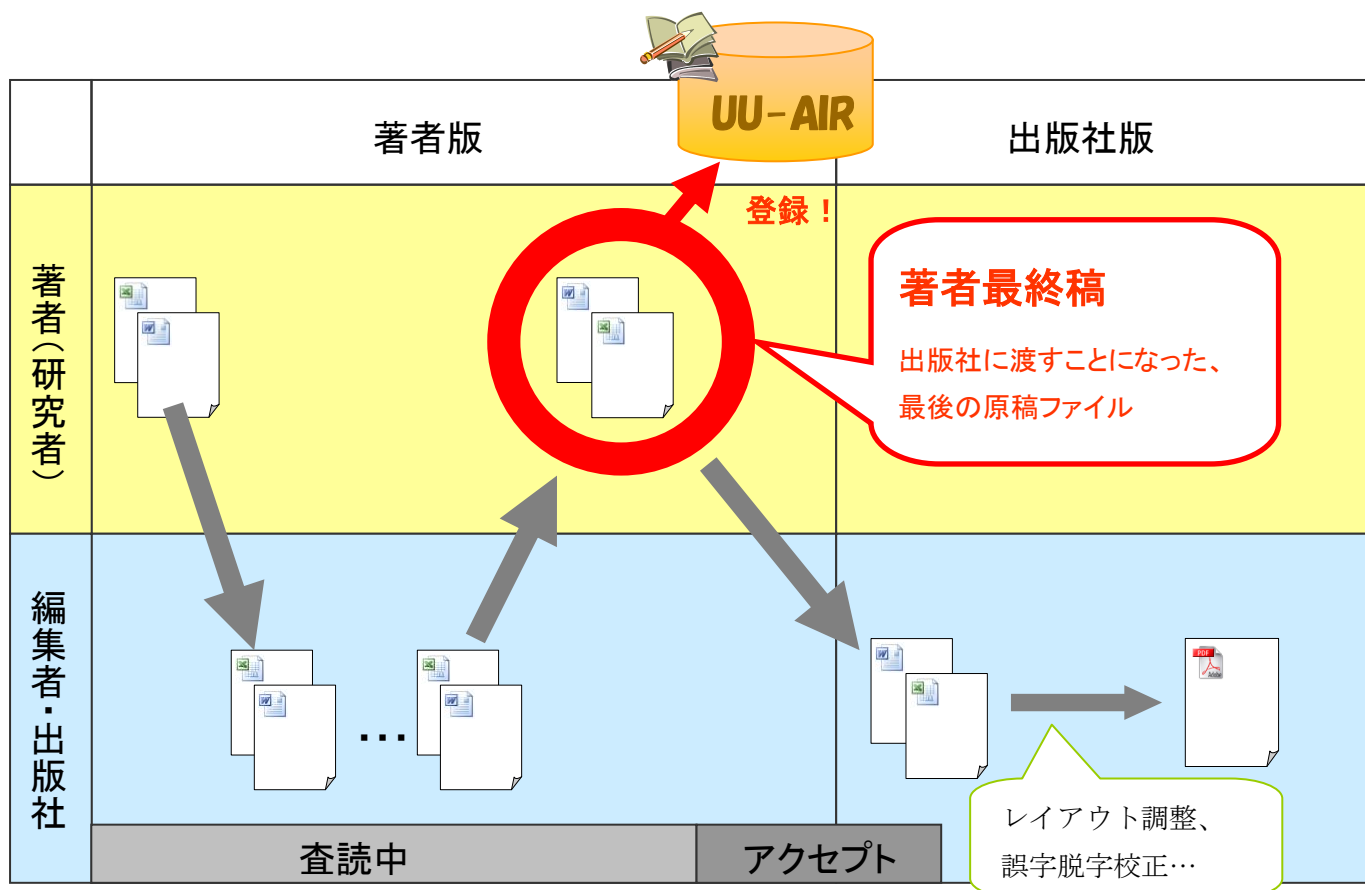 UU-AIR
著者版
出版社版
登録！
著者（研究者）
著者最終稿
出版社に渡すことになった、
最後の原稿ファイル
編集者・出版社
…
PDF
Adobe
レイアウト調整、
誤字脱字校正…
査読中
アクセプト